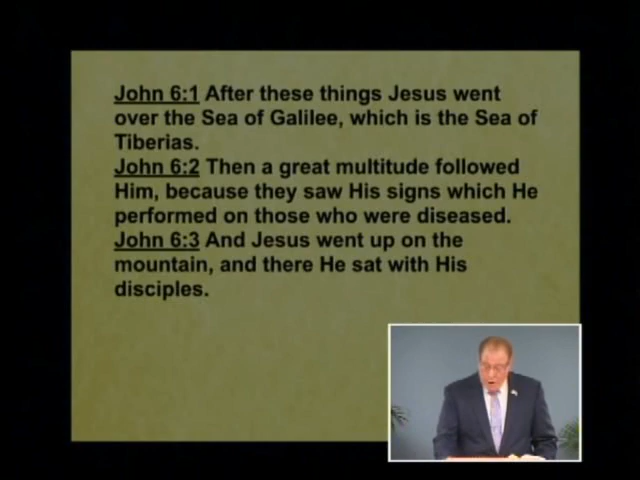 John 6:1 After these things Jesus went
over the Sea of Galilee, which is the Sea of
Tiberias.
John 6:2 Then a great multitude followed
Him, because they saw His signs which He
performed on those who were diseased.
John 6:3 And Jesus went up on the
mountain, and there He sat with His
disciples.